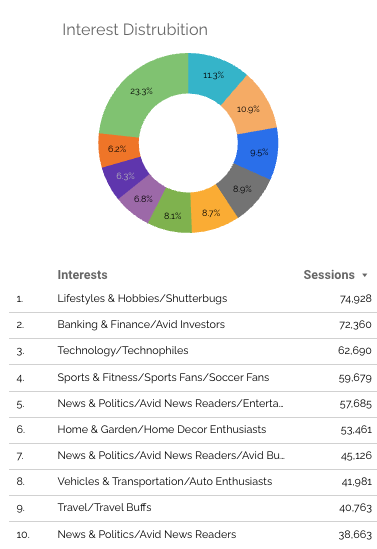 Interest Distrubition
11.3%
10.9%
9.5%
8.9%
8.7%
8.1%
6.8%
6.3%
6.2%
23.3%
Interests Sessions
1. Lifestyles & Hobbies/Shutterbugs 74,928
2. Banking & Finance/Avid Investors 72,360
3. Technology/Technophiles 62,690
4. Sports & Fitness/Sports Fans/Soccer Fans 59,679
5. News & Politics/Avid News Readers/Enterta... 57,685
6. Home & Garden/Home Decor Enthusiasts 53,461
7. News & Politics/Avid News Readers/Avid Bu... 45,126
8. Vehicles & Transportation/Auto Enthusiasts 41,981
9. Travel/Travel Buffs 40,763
10. News & Politics/Avid News Readers 38,663